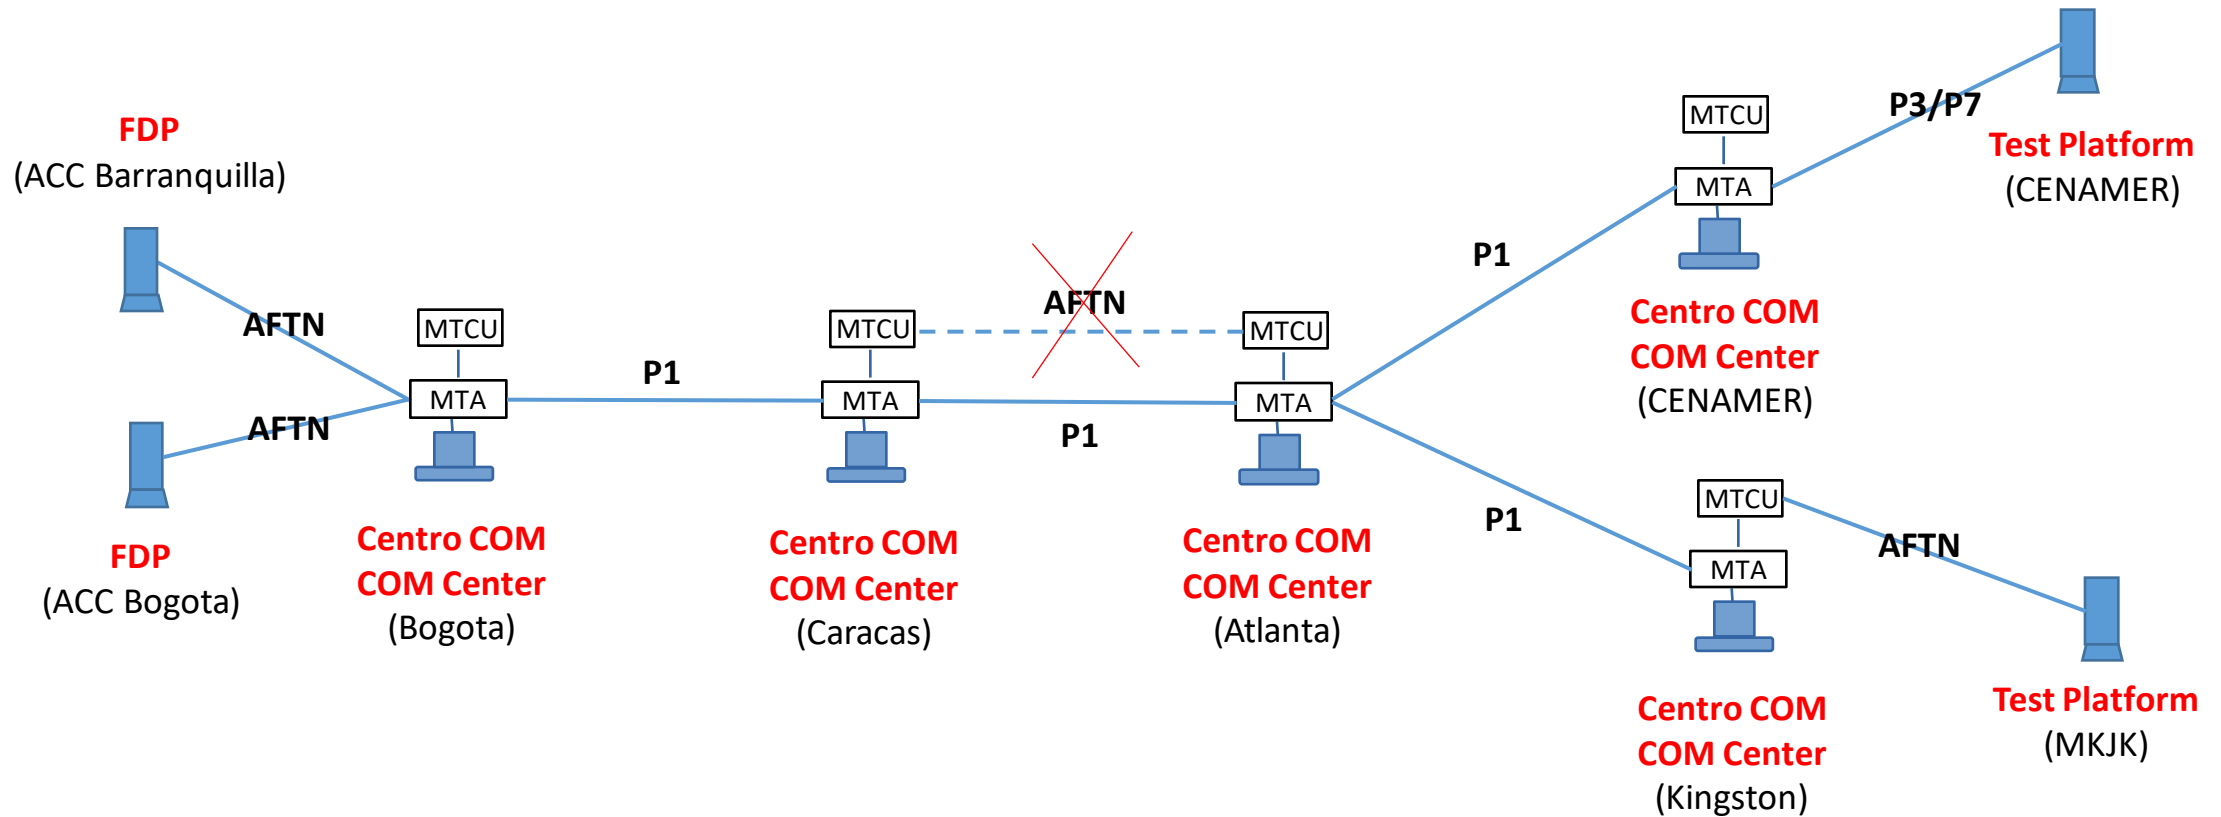 FDP
(ACC Barranquilla)
AFTN
AFTN
FDP
(ACC Bogota)
MTCU
MTA
Centro COM
COM Center
(Bogota)
P1
MTCU
MTA
Centro COM
COM Center
(Caracas)
AFTN
P1
MTCU
MTA
Centro COM
COM Center
(Atlanta)
P1
P1
MTCU
MTA
Centro COM
COM Center
(CENAMER)
P3/P7
Test Platform
(CENAMER)
MTCU
MTA
Centro COM
COM Center
(Kingston)
AFTN
Test Platform
(MKJK)